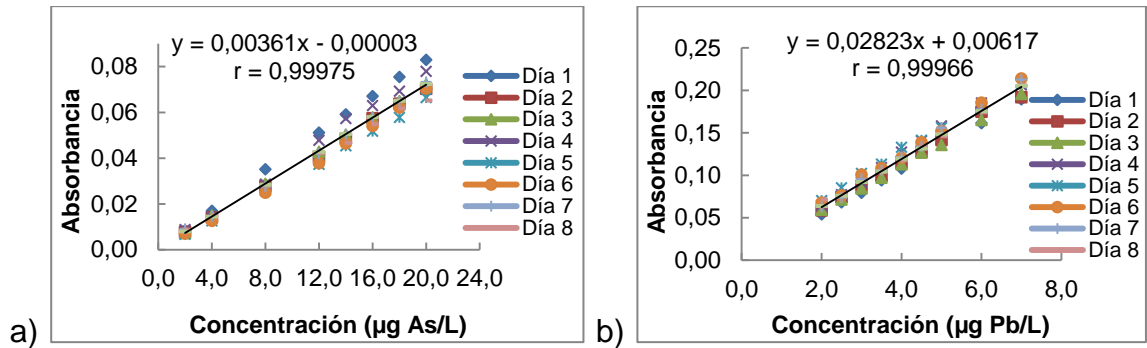 a)
y = 0,00361x - 0,00003
r = 0,99975
Absorbancia
0,08
0,06
0,04
0,02
0,00
0,0 4,0 8,0 12,0 16,0 20,0 24,0
Concentración (µg As/L)
Día 1
Día 2
Día 3
Día 4
Día 5
Día 6
Día 7
Día 8
b)
y = 0,02823x + 0,00617
r = 0,99966
Absorbancia
0,25
0,20
0,15
0,10
0,05
0,00
0,0 2,0 4,0 6,0 8,0
Concentración (µg Pb/L)
Día 1
Día 2
Día 3
Día 4
Día 5
Día 6
Día 7
Día 8